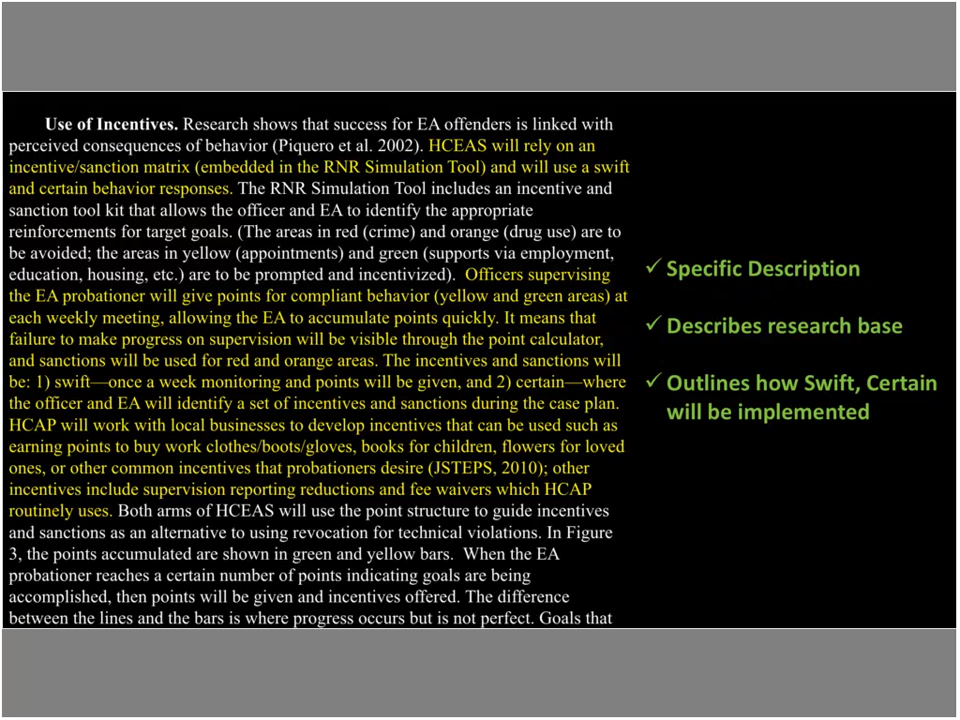 Use of Incentives. Research shows that success for EA offenders is linked with
perceived consequences of behavior (Piquero et al. 2002). HCEAS will rely on an
incentive/sanction matrix (embedded in the RNR Simulation Tool) and will use a swift
and certain behavior responses. The RNR Simulation Tool includes an incentive and
sanction tool kit that allows the officer and EA to identify the appropriate
reinforcements for target goals. (The areas in red (crime) and orange (drug use) are to
be avoided; the areas in yellow (appointments) and green (supports via employment,
education, housing, etc.) are to be prompted and incentivized). Officers supervising
the EA probationer will give points for compliant behavior (yellow and green areas) at
each weekly meeting, allowing the EA to accumulate points quickly. It means that
failure to make progress on supervision will be visible through the point calculator,
and sanctions will be used for red and orange areas. The incentives and sanctions will
be: 1) swift—once a week monitoring and points will be given, and 2) certain—where
the officer and EA will identify a set of incentives and sanctions during the case plan.
HCAP will work with local businesses to develop incentives that can be used such as
earning points to buy work clothes/boots/gloves, books for children, flowers for loved
ones, or other common incentives that probationers desire (JSTEPS, 2010); other
incentives include supervision reporting reductions and fee waivers which HCAP
routinely uses. Both arms of HCEAS will use the point structure to guide incentives
and sanctions as an alternative to using revocation for technical violations. In Figure
3, the points accumulated are shown in green and yellow bars. When the EA
probationer reaches a certain number of points indicating goals are being
accomplished, then points will be given and incentives offered. The difference
between the lines and the bars is where progress occurs but is not perfect. Goals that
✓ Specific Description
✓ Describes research base
✓ Outlines how Swift, Certain
will be implemented